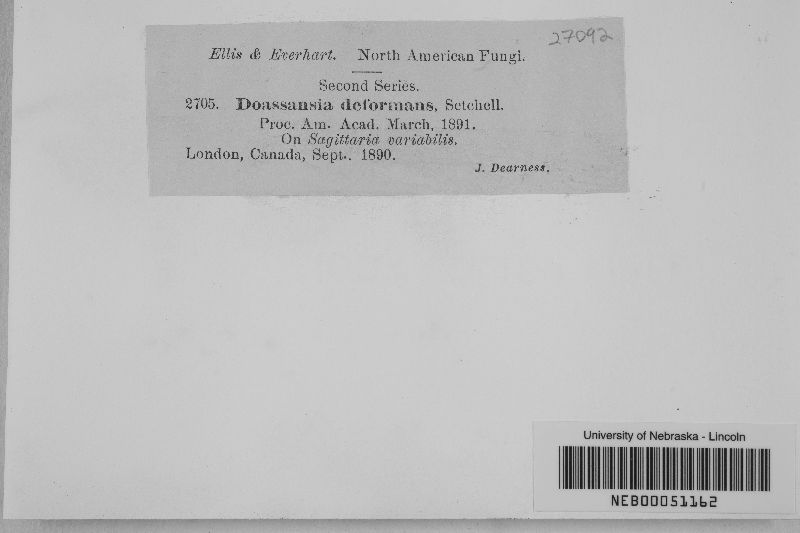 27092
Ellis & Everhart. North American Fungi.
Second Series.
2705. Doassansia deformans, Setchell.
Proc. Am. Acad. March, 1891.
On Sagittaria variabilis.
London, Canada, Sept., 1890.
J. Dearness.
University of Nebraska - Lincoln
NEB00051162